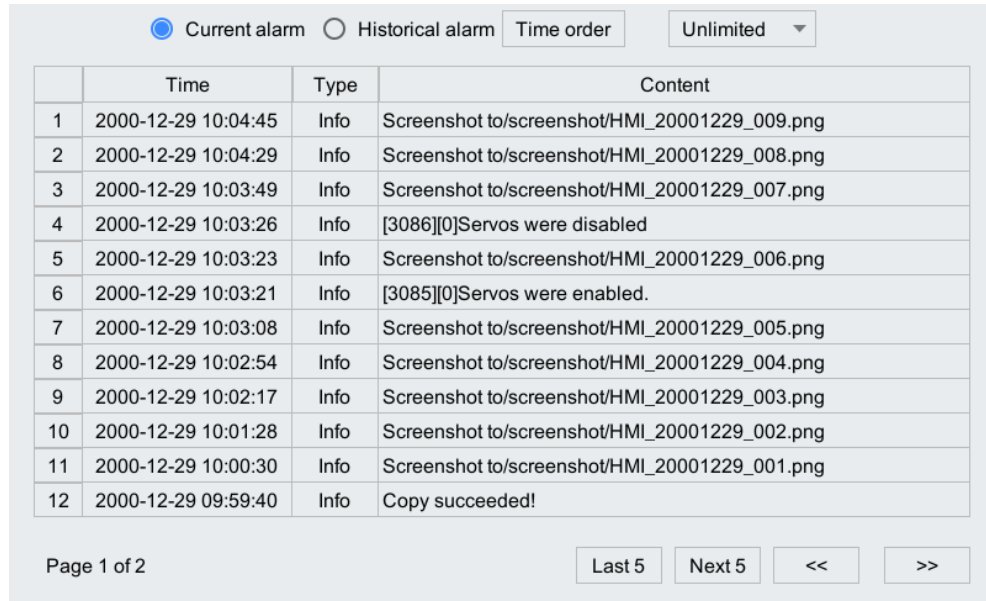 Current alarm Historical alarm Time order Unlimited
Time Type Content
1 2000-12-29 10:04:45 Info Screenshot to/screenshot/HMI_20001229_009.png
2 2000-12-29 10:04:29 Info Screenshot to/screenshot/HMI_20001229_008.png
3 2000-12-29 10:03:49 Info Screenshot to/screenshot/HMI_20001229_007.png
4 2000-12-29 10:03:26 Info [3086][0]Servos were disabled
5 2000-12-29 10:03:23 Info Screenshot to/screenshot/HMI_20001229_006.png
6 2000-12-29 10:03:21 Info [3085][0]Servos were enabled.
7 2000-12-29 10:03:08 Info Screenshot to/screenshot/HMI_20001229_005.png
8 2000-12-29 10:02:54 Info Screenshot to/screenshot/HMI_20001229_004.png
9 2000-12-29 10:02:17 Info Screenshot to/screenshot/HMI_20001229_003.png
10 2000-12-29 10:01:28 Info Screenshot to/screenshot/HMI_20001229_002.png
11 2000-12-29 10:00:30 Info Screenshot to/screenshot/HMI_20001229_001.png
12 2000-12-29 09:59:40 Info Copy succeeded!
Page 1 of 2 Last 5 Next 5 << >>